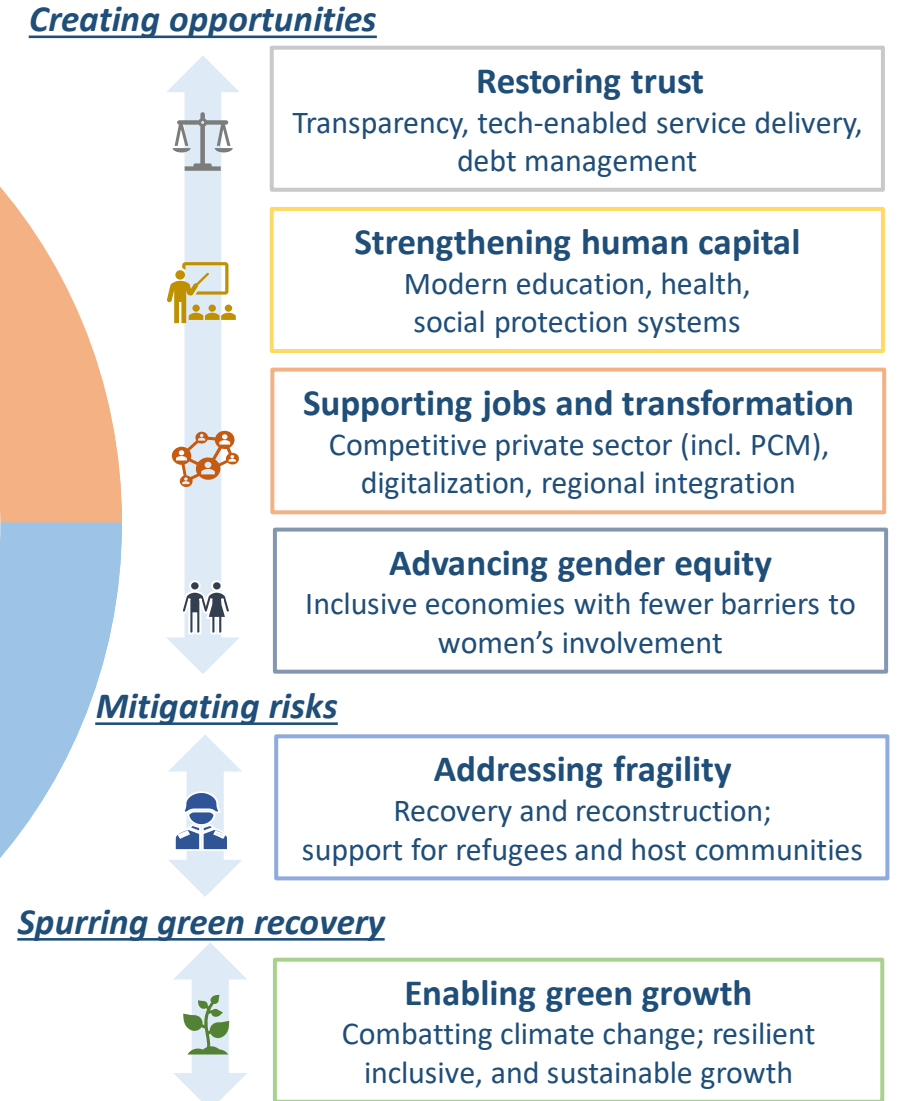 Creating opportunities
Restoring trust
Transparency, tech-enabled service delivery,
debt management
Strengthening human capital
Modern education, health,
social protection systems
Supporting jobs and transformation
Competitive private sector (incl. PCM),
digitalization, regional integration
Advancing gender equity
Inclusive economies with fewer barriers to
women's involvement
Mitigating risks
Addressing fragility
Recovery and reconstruction;
support for refugees and host communities
Spurring green recovery
Enabling green growth
Combatting climate change; resilient
inclusive, and sustainable growth